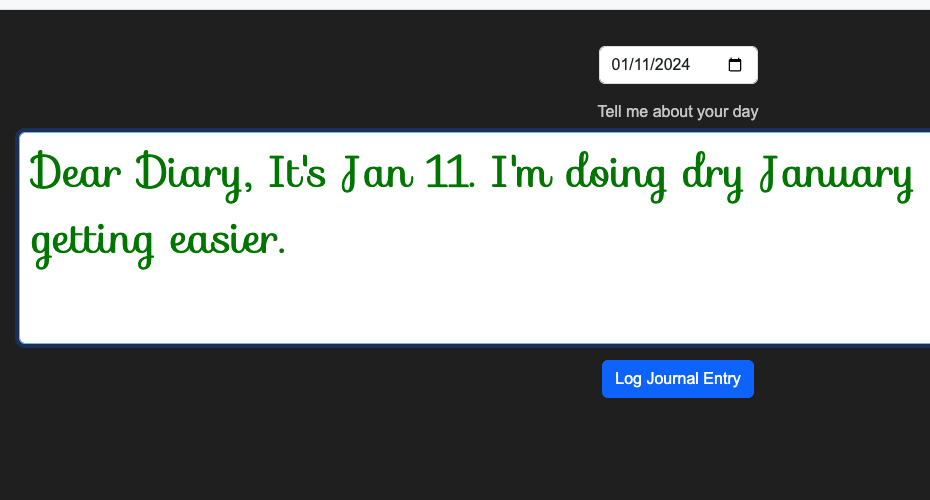 01/11/2024
Tell me about your day
Dear Diary, It's Jan 11. I'm doing dry January
getting easier.
Log Journal Entry